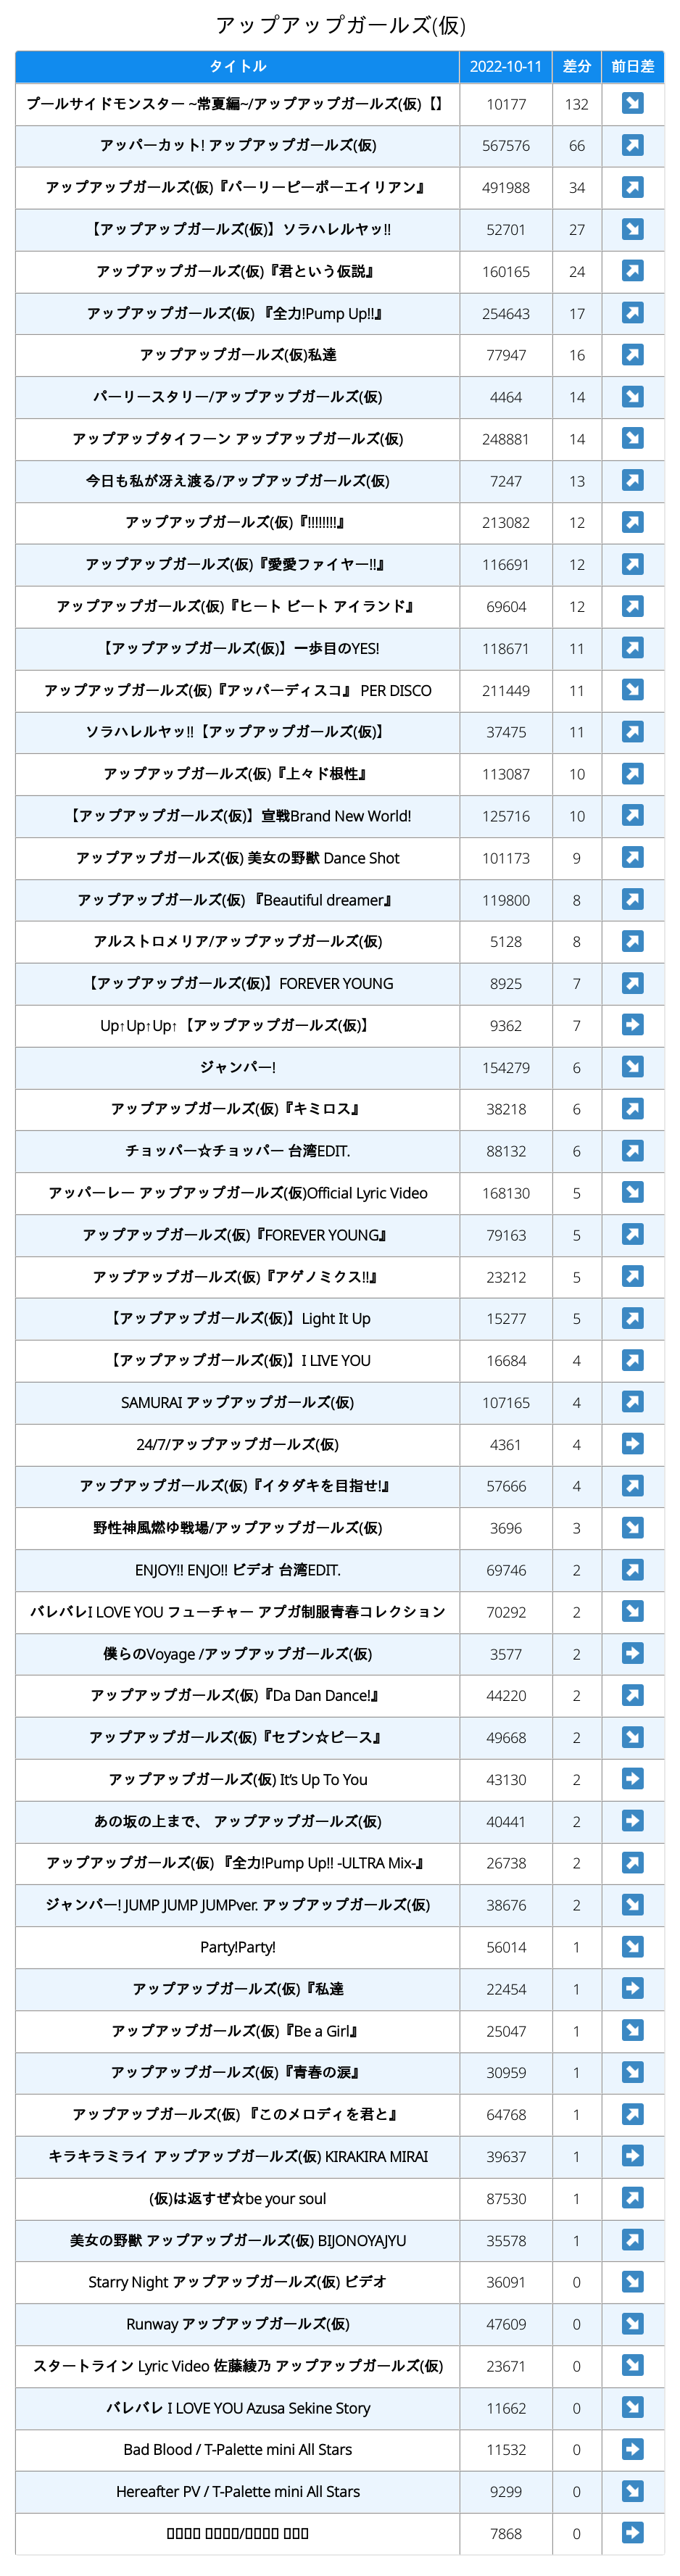 アップアップガールズ(仮)
タイトル 2022-10-11 差分 前日差
プールサイドモンスター ~常夏編~/アップアップガールズ(仮)【】 10177 132 ↘
アッパーカット! アップアップガールズ(仮) 567576 66 ↗
アップアップガールズ(仮)『パーリーピーポーエイリアン』 491988 34 ↗
【アップアップガールズ(仮)】ソラハレルヤッ!! 52701 27 ↘
アップアップガールズ(仮)『君という仮説』 160165 24 ↗
アップアップガールズ(仮) 『全力!Pump Up!!』 254643 17 ↗
アップアップガールズ(仮)私達 77947 16 ↗
パーリースタリー/アップアップガールズ(仮) 4464 14 ↘
アップアップタイフーン アップアップガールズ(仮) 248881 14 ↘
今日も私が冴え渡る/アップアップガールズ(仮) 7247 13 ↗
アップアップガールズ(仮)『!!!!!!!!』 213082 12 ↗
アップアップガールズ(仮)『愛愛ファイヤー!!』 116691 12 ↗
アップアップガールズ(仮)『ヒート ビート アイランド』 69604 12 ↗
【アップアップガールズ(仮)】一歩目のYES! 118671 11 ↗
アップアップガールズ(仮)『アッパーディスコ』 PER DISCO 211449 11 ↘
ソラハレルヤッ!!【アップアップガールズ(仮)】 37475 11 ↗
アップアップガールズ(仮)『上々ド根性』 113087 10 ↗
【アップアップガールズ(仮)】宣戦Brand New World! 125716 10 ↗
アップアップガールズ(仮) 美女の野獣 Dance Shot 101173 9 ↗
アップアップガールズ(仮) 『Beautiful dreamer』 119800 8 ↗
アルストロメリア/アップアップガールズ(仮) 5128 8 ↗
【アップアップガールズ(仮)】FOREVER YOUNG 8925 7 ↗
Up↑Up↑Up↑【アップアップガールズ(仮)】 9362 7 ➡
ジャンパー! 154279 6 ↘
アップアップガールズ(仮)『キミロス』 38218 6 ↗
チョッパー☆チョッパー 台湾EDIT. 88132 6 ↗
アッパーレー アップアップガールズ(仮)Official Lyric Video 168130 5 ↘
アップアップガールズ(仮)『FOREVER YOUNG』 79163 5 ↗
アップアップガールズ(仮)『アゲノミクス!!』 23212 5 ↗
【アップアップガールズ(仮)】Light It Up 15277 5 ↗
【アップアップガールズ(仮)】I LIVE YOU 16684 4 ↗
SAMURAI アップアップガールズ(仮) 107165 4 ↗
24/7/アップアップガールズ(仮) 4361 4 ➡
アップアップガールズ(仮)『イタダキを目指せ!』 57666 4 ↗
野性神風燃ゆ戦場/アップアップガールズ(仮) 3696 3 ↘
ENJOY!! ENJO!! ビデオ 台湾EDIT. 69746 2 ↗
バレバレI LOVE YOU フューチャー アプガ制服青春コレクション 70292 2 ↘
僕らのVoyage /アップアップガールズ(仮) 3577 2 ➡
アップアップガールズ(仮)『Da Dan Dance!』 44220 2 ↗
アップアップガールズ(仮)『セブン☆ピース』 49668 2 ↘
アップアップガールズ(仮) It's Up To You 43130 2 ➡
あの坂の上まで、 アップアップガールズ(仮) 40441 2 ➡
アップアップガールズ(仮) 『全力!Pump Up!! -ULTRA Mix-』 26738 2 ↗
ジャンパー! JUMP JUMP JUMPver. アップアップガールズ(仮) 38676 2 ↘
Party!Party! 56014 1 ↘
アップアップガールズ(仮)『私達 22454 1 ➡
アップアップガールズ(仮)『Be a Girl』 25047 1 ↘
アップアップガールズ(仮)『青春の涙』 30959 1 ↘
アップアップガールズ(仮) 『このメロディを君と』 64768 1 ↗
キラキラミライ アップアップガールズ(仮) KIRAKIRA MIRAI 39637 1 ➡
(仮)は返すぜ☆be your soul 87530 1 ↗
美女の野獣 アップアップガールズ(仮) BIJONOYAJYU 35578 1 ↗
Starry Night アップアップガールズ(仮) ビデオ 36091 0 ↘
Runway アップアップガールズ(仮) 47609 0 ↘
スタートライン Lyric Video 佐藤綾乃 アップアップガールズ(仮) 23671 0 ↘
バレバレ I LOVE YOU Azusa Sekine Story 11662 0 ↘
Bad Blood / T-Palette mini All Stars 11532 0 ➡
Hereafter PV / T-Palette mini All Stars 9299 0 ↘
▯▯▯▯ ▯▯▯▯/▯▯▯▯ ▯▯▯ 7868 0 ➡